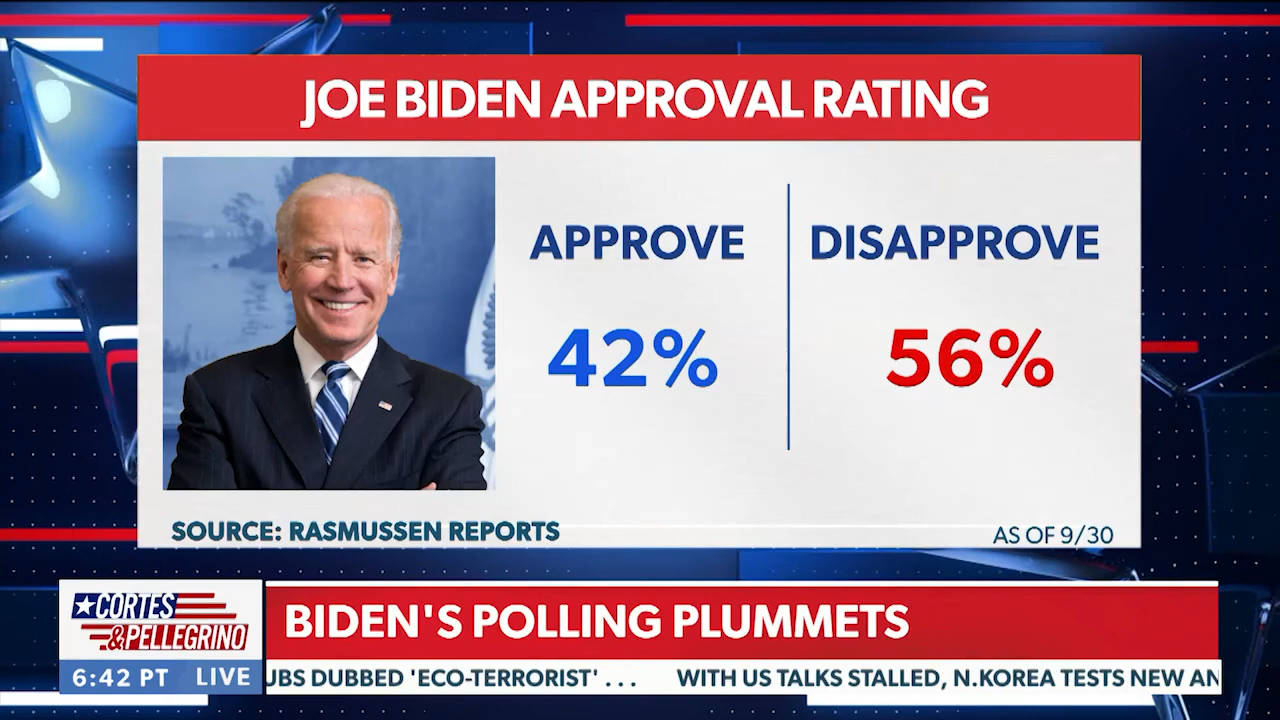 JOE BIDEN APPROVAL RATING
APPROVE
42%
DISAPPROVE
56%
SOURCE: RASMUSSEN REPORTS
AS OF 9/30
CORTES
&PELLEGRINO
BIDEN'S POLLING PLUMMETS
6:42 PT LIVE
UBS DUBBED 'ECO-TERRORIST' ... WITH US TALKS STALLED, N.KOREA TESTS NEW AN